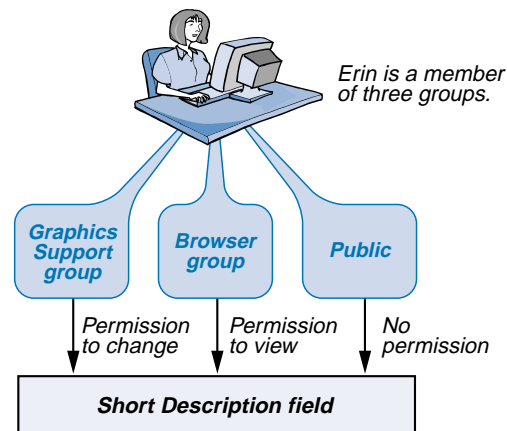 Erin is a member
of three groups.
Graphics
Support
group
Browser
group
Public
Permission
to change
Permission
to view
No
permission
Short Description field